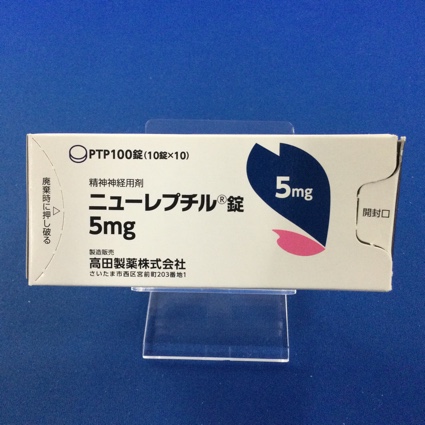 PTP100錠(10錠×10)
精神神経用剤
ニューレプチル®錠
5mg
製造販売
高田製薬株式会社
さいたま市西区宮前町203番地1
5mg
開封口
廃棄時に押し破る